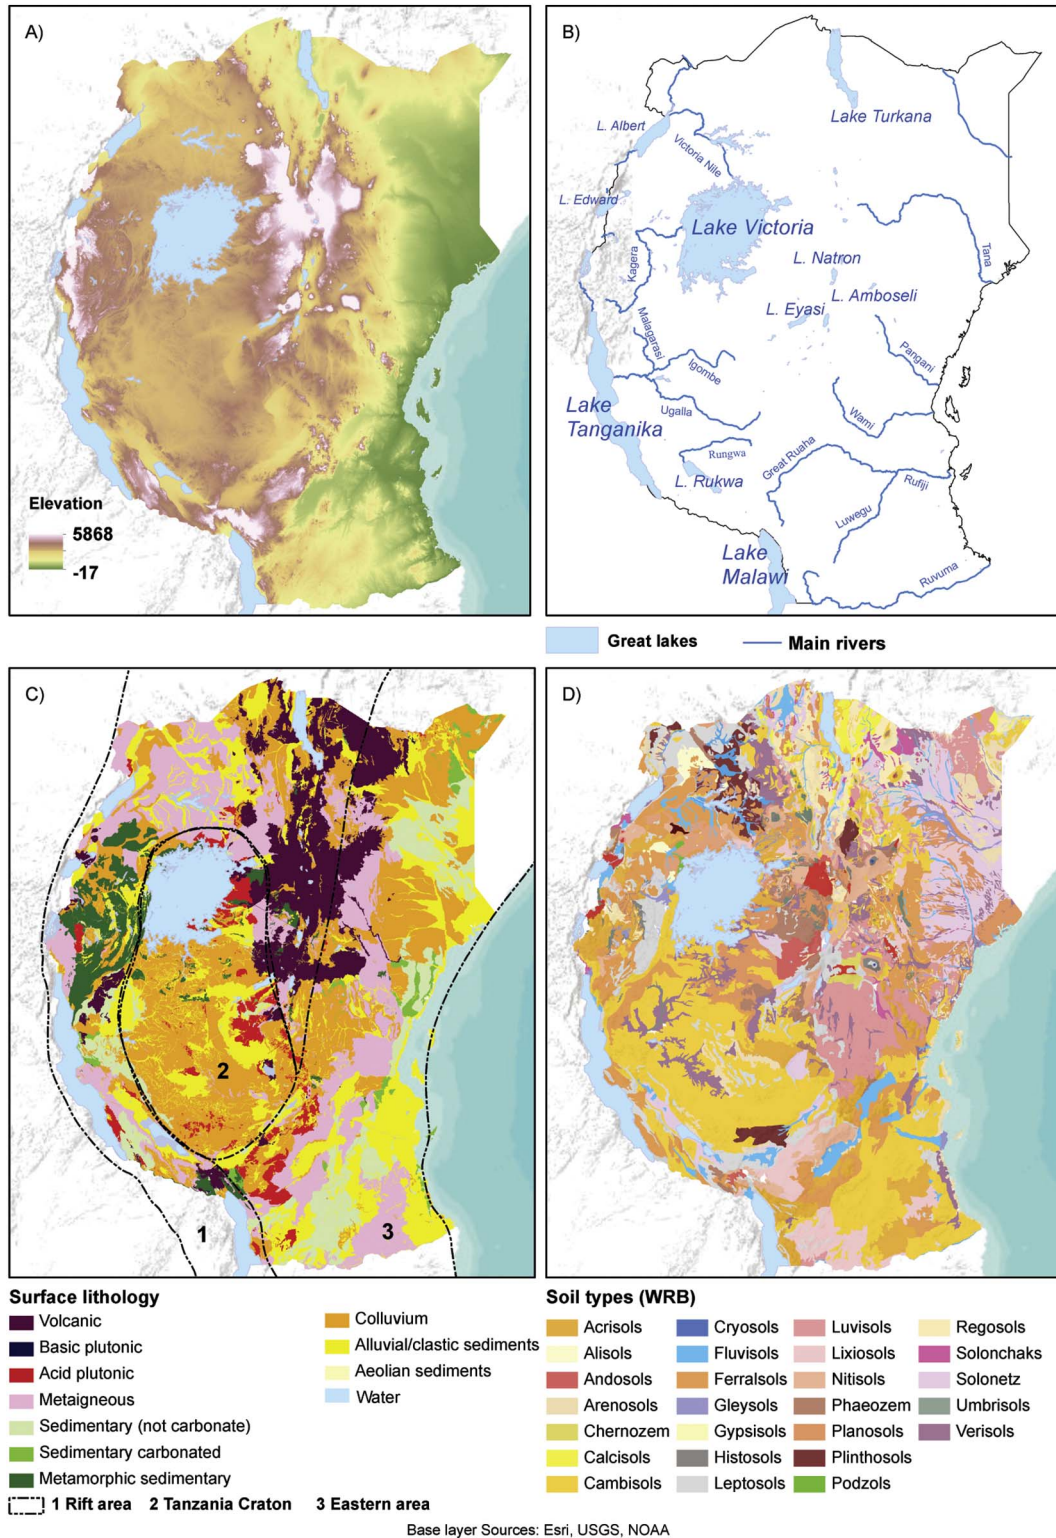 A)
Elevation
5868
-17
B)
Lake Turkana
L. Albert
Victoria Nile
L. Edward
Lake Victoria
Kagera
L. Natron
Tana
L. Amboseli
L. Eyasi
Malagarasi
Igombe
Pangani
Ugalla
Lake
Tanganika
Wami
Rungwa
Great Ruaha
L. Rukwa
Rufiji
Luwegu
Lake
Malawi
Ruvuma
Great lakes
Main rivers
C)
2
1
3
D)
Surface lithology
Volcanic
Basic plutonic
Acid plutonic
Metaigneous
Sedimentary (not carbonate)
Sedimentary carbonated
Metamorphic sedimentary
Colluvium
Alluvial/clastic sediments
Aeolian sediments
Water
1 Rift area 2 Tanzania Craton 3 Eastern area
Soil types (WRB)
Acrisols
Alisols
Andosols
Arenosols
Chernozem
Calcisols
Cambisols
Cryosols
Fluvisols
Ferralsols
Gleysols
Gypsisols
Histosols
Leptosols
Luvisols
Lixiosols
Nitisols
Phaeozem
Planosols
Plinthosols
Podzols
Regosols
Solonchaks
Solonetz
Umbrisols
Verisols
Base layer Sources: Esri, USGS, NOAA